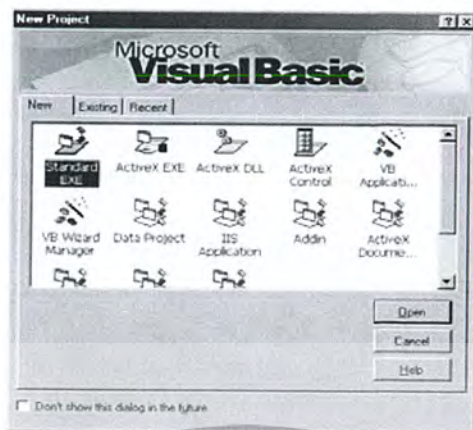 New Project
Microsoft
Visual Basic
New Existing Recent
Standard EXE
ActiveX EXE
ActiveX DLL
ActiveX Control
VB Applicati...
VB Wizard Manager
Data Project
IIS Application
Addin
ActiveX Docume...
Open
Cancel
Help
Don't show this dialog in the future